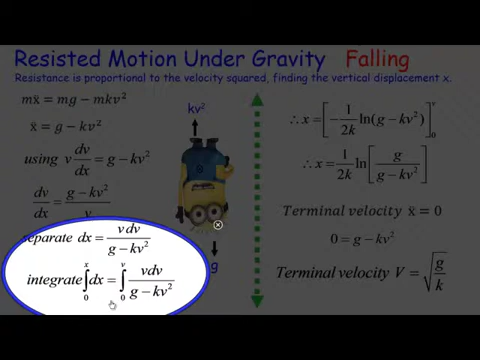 Resisted Motion Under Gravity Falling
Resistance is proportional to the velocity squared, finding the vertical displacement x.
mẍ = mg − mkv²
ẍ = g − kv²
using v dv/dx = g − kv²
dv/dx = (g − kv²)/v
separate dx = v dv/(g − kv²)
integrate ∫₀ˣ dx = ∫₀ᵛ vdv/(g − kv²)
kv²
g
∴ x = [−1/2k ln(g − kv²)]₀ᵛ
∴ x = 1/2k ln[g/(g − kv²)]
Terminal velocity ẍ = 0
0 = g − kv²
Terminal velocity V = √(g/k)